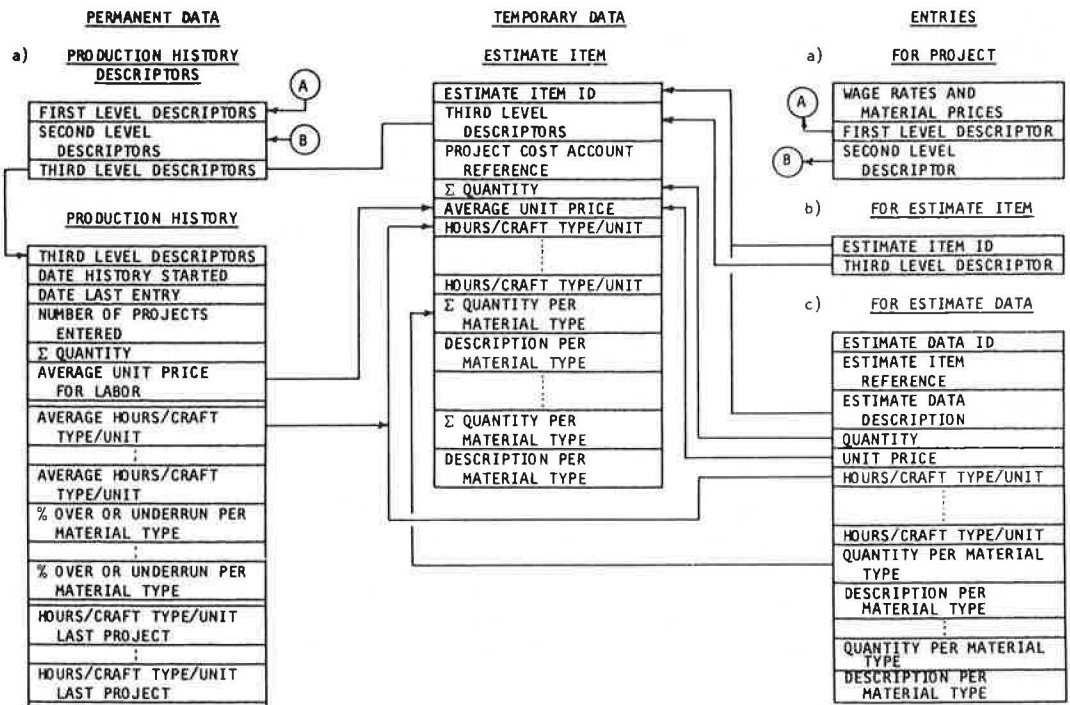 PERMANENT DATA
a) PRODUCTION HISTORY
DESCRIPTORS
A
FIRST LEVEL DESCRIPTORS
SECOND LEVEL
DESCRIPTORS
B
THIRD LEVEL DESCRIPTORS
PRODUCTION HISTORY
THIRD LEVEL DESCRIPTORS
DATE HISTORY STARTED
DATE LAST ENTRY
NUMBER OF PROJECTS
ENTERED
Σ QUANTITY
AVERAGE UNIT PRICE
FOR LABOR
AVERAGE HOURS/CRAFT
TYPE/UNIT
AVERAGE HOURS/CRAFT
TYPE/UNIT
% OVER OR UNDERRUN PER
MATERIAL TYPE
% OVER OR UNDERRUN PER
MATERIAL TYPE
HOURS/CRAFT TYPE/UNIT
LAST PROJECT
HOURS/CRAFT TYPE/UNIT
LAST PROJECT
TEMPORARY DATA
ESTIMATE ITEM
ESTIMATE ITEM ID
THIRD LEVEL
DESCRIPTORS
PROJECT COST ACCOUNT
REFERENCE
Σ QUANTITY
AVERAGE UNIT PRICE
HOURS/CRAFT TYPE/UNIT
HOURS/CRAFT TYPE/UNIT
Σ QUANTITY PER
MATERIAL TYPE
DESCRIPTION PER
MATERIAL TYPE
Σ QUANTITY PER
MATERIAL TYPE
DESCRIPTION PER
MATERIAL TYPE
ENTRIES
a) FOR PROJECT
WAGE RATES AND
MATERIAL PRICES
A
FIRST LEVEL DESCRIPTOR
SECOND LEVEL
DESCRIPTOR
B
b) FOR ESTIMATE ITEM
ESTIMATE ITEM ID
THIRD LEVEL DESCRIPTOR
c) FOR ESTIMATE DATA
ESTIMATE DATA ID
ESTIMATE ITEM
REFERENCE
ESTIMATE DATA
DESCRIPTION
QUANTITY
UNIT PRICE
HOURS/CRAFT TYPE/UNIT
HOURS/CRAFT TYPE/UNIT
QUANTITY PER MATERIAL
TYPE
DESCRIPTION PER
MATERIAL TYPE
QUANTITY PER MATERIAL
TYPE
DESCRIPTION PER
MATERIAL TYPE